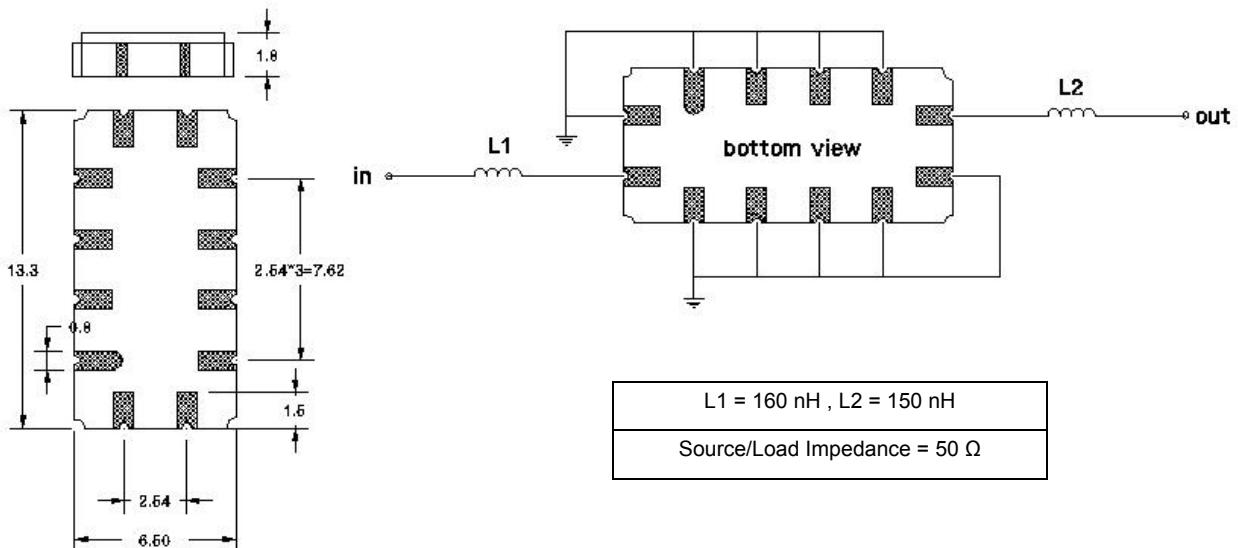 1.8
13.3
2.54*3=7.62
0.8
1.5
2.54
6.50
in
L1
bottom view
L2
out
L1 = 160 nH , L2 = 150 nH
Source/Load Impedance = 50 Ω